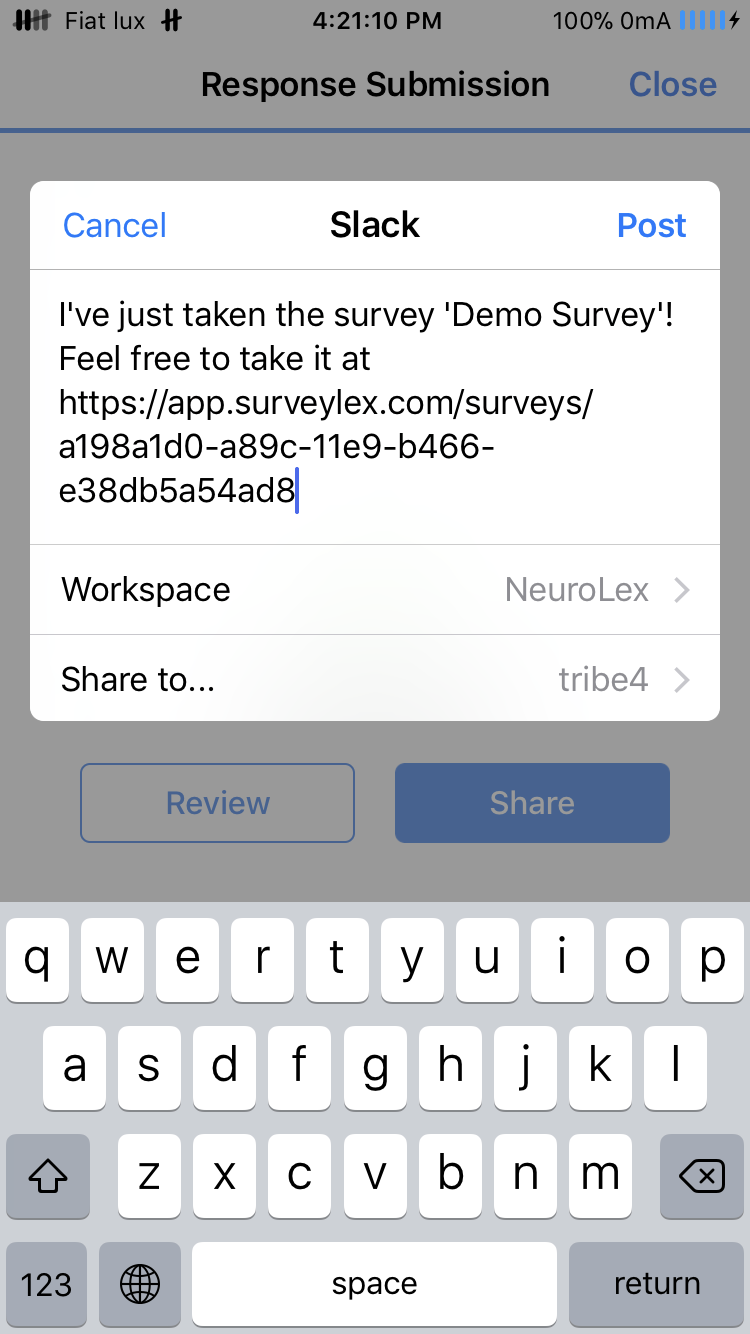 Fiat lux 4:21:10 PM 100% 0mA
Response Submission Close
Cancel Slack Post
I've just taken the survey 'Demo Survey'!
Feel free to take it at
https://app.surveylex.com/surveys/
a198a1d0-a89c-11e9-b466-
e38db5a54ad8
Workspace NeuroLex
Share to... tribe4
Review Share
q w e r t y u i o p
a s d f g h j k l
z x c v b n m
123 space return